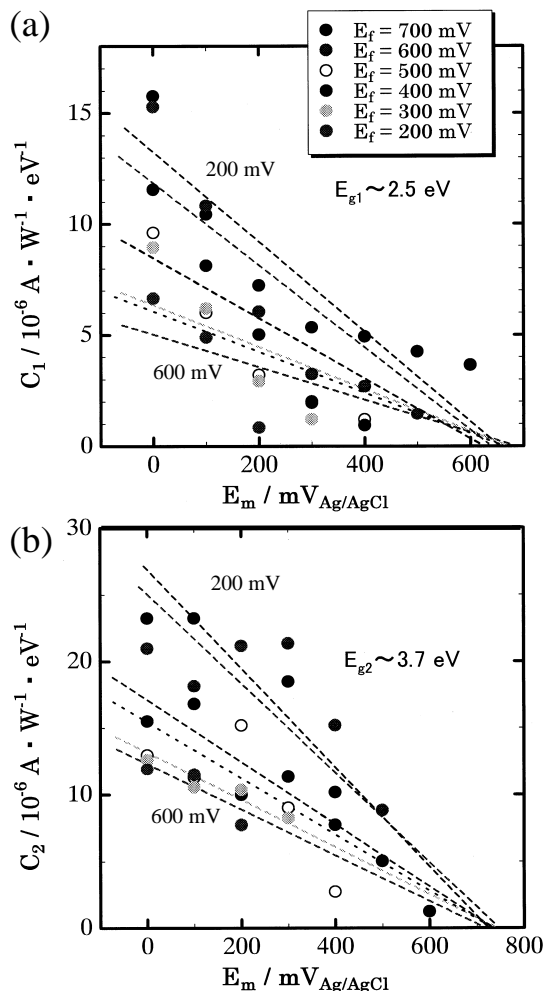 (a)
E_f = 700 mV
E_f = 600 mV
E_f = 500 mV
E_f = 400 mV
E_f = 300 mV
E_f = 200 mV
15
200 mV
E_g1 ~ 2.5 eV
10
C_1 / 10^-6 A · W^-1 · eV^-1
5
600 mV
0
0 200 400 600
E_m / mV_Ag/AgCl
(b)
30
200 mV
E_g2 ~ 3.7 eV
20
C_2 / 10^-6 A · W^-1 · eV^-1
10
600 mV
0
0 200 400 600 800
E_m / mV_Ag/AgCl